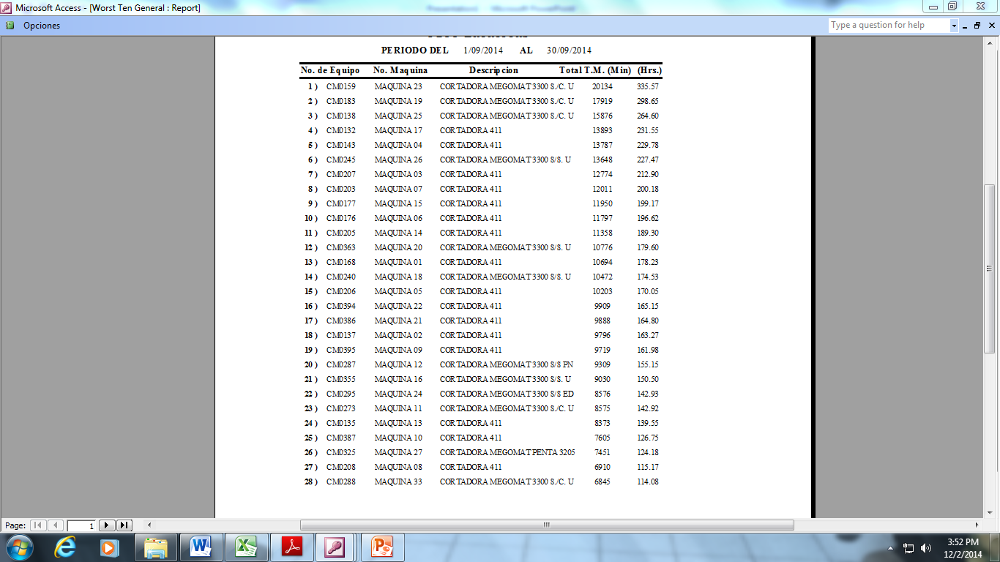 Microsoft Access - [Worst Ten General : Report]
Opciones
Type a question for help
PERIODO DEL 1/09/2014 AL 30/09/2014
No. de Equipo No. Maquina Descripcion Total T.M. (Min) (Hrs.)
1 ) CM0159 MAQUINA 23 CORTADORA MEGOMAT 3300 S./C. U 20134 335.57
2 ) CM0183 MAQUINA 19 CORTADORA MEGOMAT 3300 S./C. U 17919 298.65
3 ) CM0138 MAQUINA 25 CORTADORA MEGOMAT 3300 S./C. U 15876 264.60
4 ) CM0132 MAQUINA 17 CORTADORA 411 13893 231.55
5 ) CM0143 MAQUINA 04 CORTADORA 411 13787 229.78
6 ) CM0245 MAQUINA 26 CORTADORA MEGOMAT 3300 S/S. U 13648 227.47
7 ) CM0207 MAQUINA 03 CORTADORA 411 12774 212.90
8 ) CM0203 MAQUINA 07 CORTADORA 411 12011 200.18
9 ) CM0177 MAQUINA 15 CORTADORA 411 11950 199.17
10 ) CM0176 MAQUINA 06 CORTADORA 411 11797 196.62
11 ) CM0205 MAQUINA 14 CORTADORA 411 11358 189.30
12 ) CM0363 MAQUINA 20 CORTADORA MEGOMAT 3300 S/S. U 10776 179.60
13 ) CM0168 MAQUINA 01 CORTADORA 411 10694 178.23
14 ) CM0240 MAQUINA 18 CORTADORA MEGOMAT 3300 S/S. U 10472 174.53
15 ) CM0206 MAQUINA 05 CORTADORA 411 10203 170.05
16 ) CM0394 MAQUINA 22 CORTADORA 411 9909 165.15
17 ) CM0386 MAQUINA 21 CORTADORA 411 9888 164.80
18 ) CM0137 MAQUINA 02 CORTADORA 411 9796 163.27
19 ) CM0395 MAQUINA 09 CORTADORA 411 9719 161.98
20 ) CM0287 MAQUINA 12 CORTADORA MEGOMAT 3300 S/S PN 9309 155.15
21 ) CM0355 MAQUINA 16 CORTADORA MEGOMAT 3300 S/S. U 9030 150.50
22 ) CM0295 MAQUINA 24 CORTADORA MEGOMAT 3300 S/S ED 8576 142.93
23 ) CM0273 MAQUINA 11 CORTADORA MEGOMAT 3300 S./C. U 8575 142.92
24 ) CM0135 MAQUINA 13 CORTADORA 411 8373 139.55
25 ) CM0387 MAQUINA 10 CORTADORA 411 7605 126.75
26 ) CM0325 MAQUINA 27 CORTADORA MEGOMAT PENTA 3205 7451 124.18
27 ) CM0208 MAQUINA 08 CORTADORA 411 6910 115.17
28 ) CM0288 MAQUINA 33 CORTADORA MEGOMAT 3300 S./C. U 6845 114.08
Page: 1
3:52 PM
12/2/2014